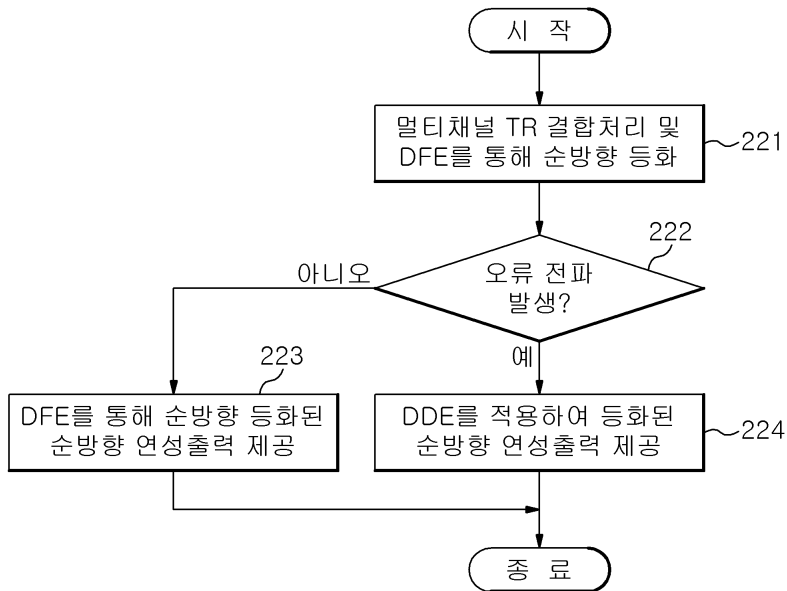 시 작
멀티채널 TR 결합처리 및
DFE를 통해 순방향 등화
221
222
오류 전파
발생?
아니오
예
223
DFE를 통해 순방향 등화된
순방향 연성출력 제공
DDE를 적용하여 등화된
순방향 연성출력 제공
224
종 료